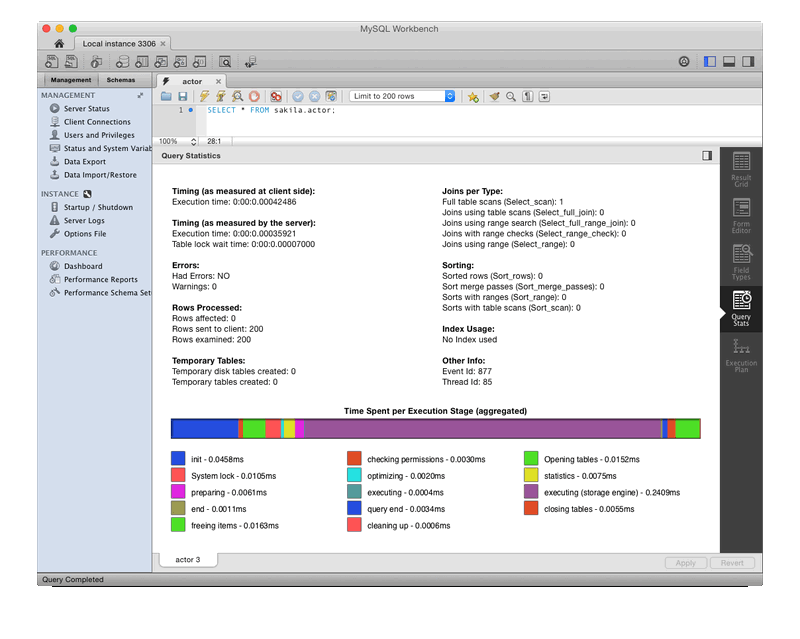 MySQL Workbench
Local instance 3306
Management Schemas
MANAGEMENT
Server Status
Client Connections
Users and Privileges
Status and System Variab
Data Export
Data Import/Restore
INSTANCE
Startup / Shutdown
Server Logs
Options File
PERFORMANCE
Dashboard
Performance Reports
Performance Schema Set
actor
Limit to 200 rows
1 SELECT * FROM sakila.actor;
100% 28:1
Query Statistics
Timing (as measured at client side):
Execution time: 0:00:0.00042486
Timing (as measured by the server):
Execution time: 0:00:0.00035921
Table lock wait time: 0:00:0.00007000
Errors:
Had Errors: NO
Warnings: 0
Rows Processed:
Rows affected: 0
Rows sent to client: 200
Rows examined: 200
Temporary Tables:
Temporary disk tables created: 0
Temporary tables created: 0
Joins per Type:
Full table scans (Select_scan): 1
Joins using table scans (Select_full_join): 0
Joins using range search (Select_full_range_join): 0
Joins with range checks (Select_range_check): 0
Joins using range (Select_range): 0
Sorting:
Sorted rows (Sort_rows): 0
Sort merge passes (Sort_merge_passes): 0
Sorts with ranges (Sort_range): 0
Sorts with table scans (Sort_scan): 0
Index Usage:
No Index used
Other Info:
Event Id: 877
Thread Id: 85
Time Spent per Execution Stage (aggregated)
init - 0.0458ms
checking permissions - 0.0030ms
Opening tables - 0.0152ms
System lock - 0.0105ms
optimizing - 0.0020ms
statistics - 0.0075ms
preparing - 0.0061ms
executing - 0.0004ms
executing (storage engine) - 0.2409ms
end - 0.0011ms
query end - 0.0034ms
closing tables - 0.0055ms
freeing items - 0.0163ms
cleaning up - 0.0006ms
Result
Grid
Form
Editor
Field
Types
Query
Stats
Execution
Plan
actor 3
Apply Revert
Query Completed